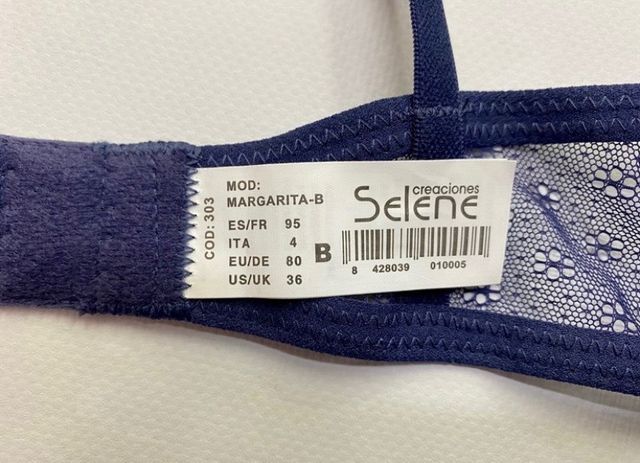 COD: 303
MOD:
MARGARITA-B
ES/FR 95
ITA 4
EU/DE 80
US/UK 36
B
creaciones
Selene
8 428039 010005